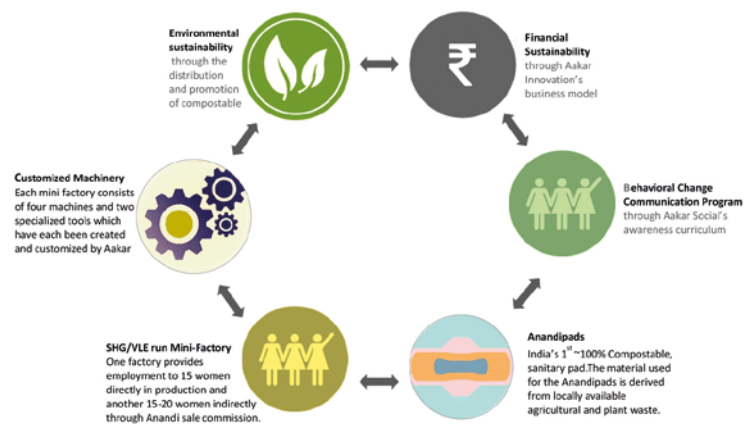 Environmental
sustainability
through the
distribution
and promotion
of compostable
₹
Financial
Sustainability
through Aakar
Innovation's
business model
Customized Machinery
Each mini factory consists
of four machines and two
specialized tools which
have each been created
and customized by Aakar
Behavioral Change
Communication Program
through Aakar Social's
awareness curriculum
SHG/VLE run Mini-Factory
One factory provides
employment to 15 women
directly in production and
another 15-20 women indirectly
through Anandi sale commission.
Anandipads
India's 1st ~100% Compostable,
sanitary pad.The material used
for the Anandipads is derived
from locally available
agricultural and plant waste.